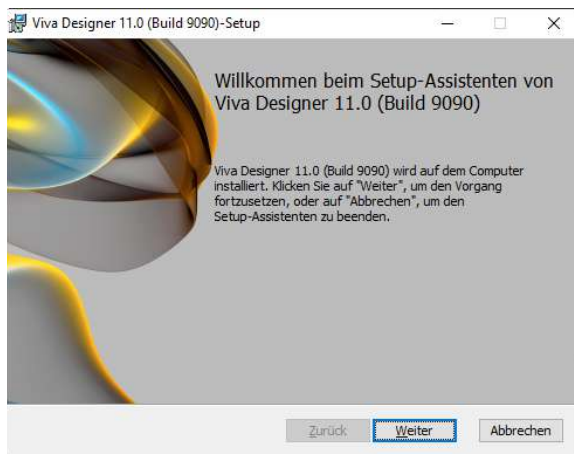 Viva Designer 11.0 (Build 9090)-Setup
Willkommen beim Setup-Assistenten von
Viva Designer 11.0 (Build 9090)
Viva Designer 11.0 (Build 9090) wird auf dem Computer
installiert. Klicken Sie auf "Weiter", um den Vorgang
fortzusetzen, oder auf "Abbrechen", um den
Setup-Assistenten zu beenden.
Zurück Weiter Abbrechen